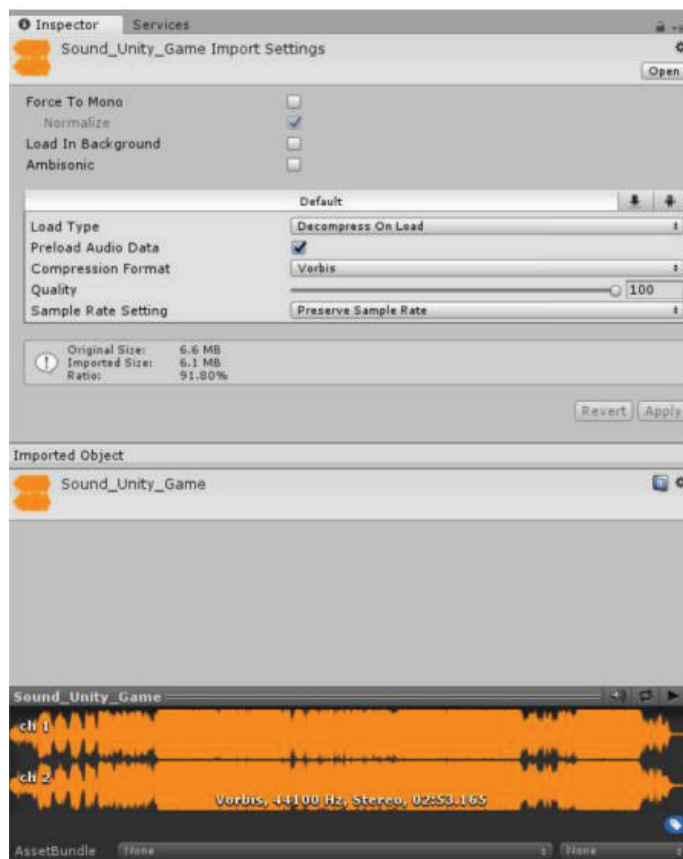 Inspector Services
Sound_Unity_Game Import Settings
Open
Force To Mono
Normalize
Load In Background
Ambisonic
Default
Load Type Decompress On Load
Preload Audio Data
Compression Format Vorbis
Quality 100
Sample Rate Setting Preserve Sample Rate
Original Size: 6.6 MB
Imported Size: 6.1 MB
Ratio: 91.80%
Revert Apply
Imported Object
Sound_Unity_Game
Sound_Unity_Game
ch 1
ch 2
Vorbis, 44100 Hz, Stereo, 02:53.165
AssetBundle None None